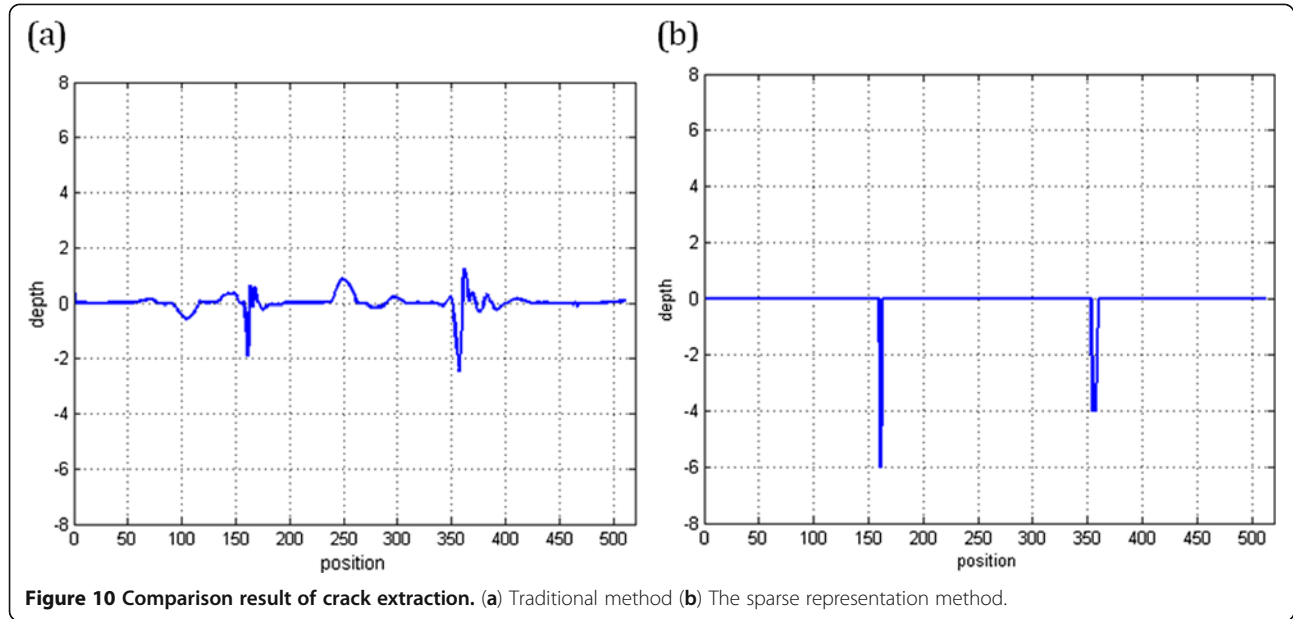 (a)
(b)
8
6
4
2
0
-2
-4
-6
-8
depth
0 50 100 150 200 250 300 350 400 450 500
position
8
6
4
2
0
-2
-4
-6
-8
depth
0 50 100 150 200 250 300 350 400 450 500
position
Figure 10 Comparison result of crack extraction. (a) Traditional method (b) The sparse representation method.